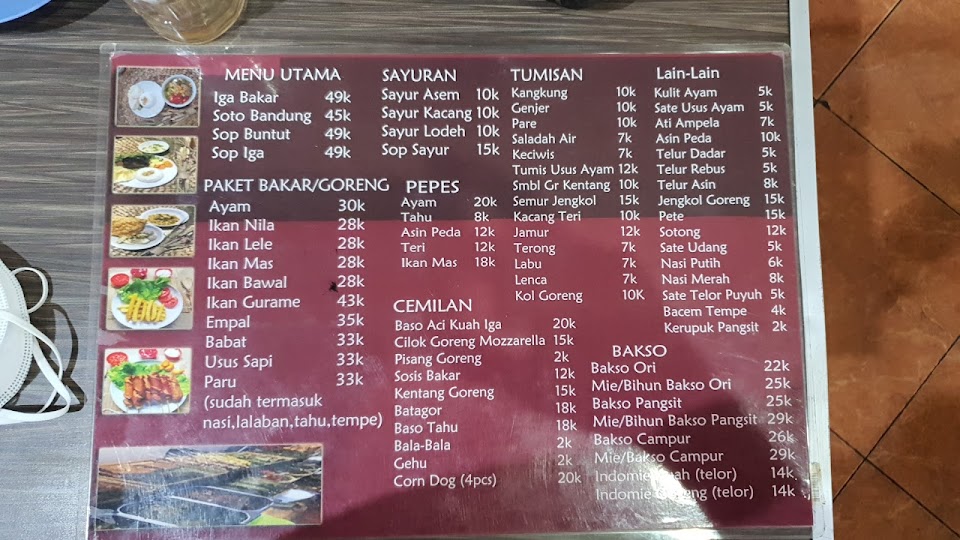 MENU UTAMA
Iga Bakar 49k
Soto Bandung 45k
Sop Buntut 49k
Sop Iga 49k
PAKET BAKAR/GORENG
Ayam 30k
Ikan Nila 28k
Ikan Lele 28k
Ikan Mas 28k
Ikan Bawal 28k
Ikan Gurame 43k
Empal 35k
Babat 33k
Usus Sapi 33k
Paru 33k
(sudah termasuk
nasi,lalaban,tahu,tempe)
SAYURAN
Sayur Asem 10k
Sayur Kacang 10k
Sayur Lodeh 10k
Sop Sayur 15k
PEPES
Ayam 20k
Tahu 8k
Asin Peda 12k
Teri 12k
Ikan Mas 18k
CEMILAN
Baso Aci Kuah Iga 20k
Cilok Goreng Mozzarella 15k
Pisang Goreng 2k
Sosis Bakar 12k
Kentang Goreng 15k
Batagor 18k
Baso Tahu 18k
Bala-Bala 2k
Gehu 2k
Corn Dog (4pcs) 20k
TUMISAN
Kangkung 10k
Genjer 10k
Pare 10k
Saladah Air 7k
Keciwis 7k
Tumis Usus Ayam 12k
Smbl Gr Kentang 10k
Semur Jengkol 15k
Kacang Teri 10k
Jamur 12k
Terong 7k
Labu 7k
Lenca 7k
Kol Goreng 10K
Lain-Lain
Kulit Ayam 5k
Sate Usus Ayam 5k
Ati Ampela 7k
Asin Peda 10k
Telur Dadar 5k
Telur Rebus 5k
Telur Asin 8k
Jengkol Goreng 15k
Pete 15k
Sotong 12k
Sate Udang 5k
Nasi Putih 6k
Nasi Merah 8k
Sate Telor Puyuh 5k
Bacem Tempe 4k
Kerupuk Pangsit 2k
BAKSO
Bakso Ori 22k
Mie/Bihun Bakso Ori 25k
Bakso Pangsit 25k
Mie/Bihun Bakso Pangsit 29k
Bakso Campur 26k
Mie/Bakso Campur 29k
Indomie Kuah (telor) 14k
Indomie Goreng (telor) 14k